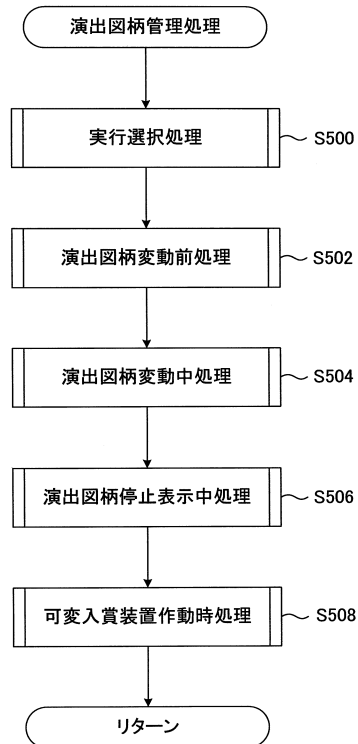 演出図柄管理処理
実行選択処理
S500
演出図柄変動前処理
S502
演出図柄変動中処理
S504
演出図柄停止表示中処理
S506
可変入賞装置作動時処理
S508
リターン